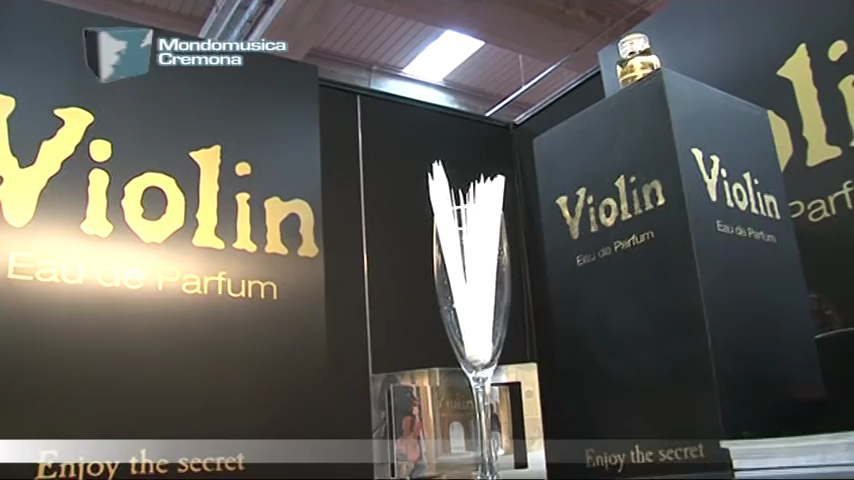 Mondomusica
Cremona
Violin
Eau de Parfum
Enjoy the secret
Violin
Eau de Parfum
Enjoy the secret
Violin
Eau de Parfum
Violin